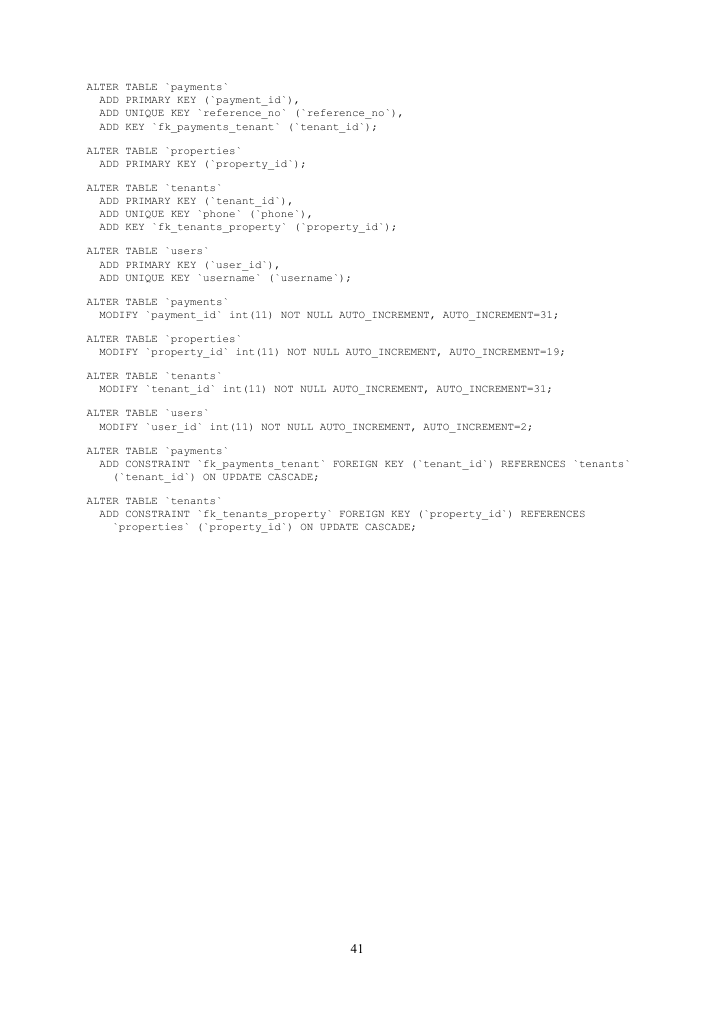 ALTER TABLE `payments`
ADD PRIMARY KEY (`payment_id`),
ADD UNIQUE KEY `reference_no` (`reference_no`),
ADD KEY `fk_payments_tenant` (`tenant_id`);
ALTER TABLE `properties`
ADD PRIMARY KEY (`property_id`);
ALTER TABLE `tenants`
ADD PRIMARY KEY (`tenant_id`),
ADD UNIQUE KEY `phone` (`phone`),
ADD KEY `fk_tenants_property` (`property_id`);
ALTER TABLE `users`
ADD PRIMARY KEY (`user_id`),
ADD UNIQUE KEY `username` (`username`);
ALTER TABLE `payments`
MODIFY `payment_id` int(11) NOT NULL AUTO_INCREMENT, AUTO_INCREMENT=31;
ALTER TABLE `properties`
MODIFY `property_id` int(11) NOT NULL AUTO_INCREMENT, AUTO_INCREMENT=19;
ALTER TABLE `tenants`
MODIFY `tenant_id` int(11) NOT NULL AUTO_INCREMENT, AUTO_INCREMENT=31;
ALTER TABLE `users`
MODIFY `user_id` int(11) NOT NULL AUTO_INCREMENT, AUTO_INCREMENT=2;
ALTER TABLE `payments`
ADD CONSTRAINT `fk_payments_tenant` FOREIGN KEY (`tenant_id`) REFERENCES `tenants`
(`tenant_id`) ON UPDATE CASCADE;
ALTER TABLE `tenants`
ADD CONSTRAINT `fk_tenants_property` FOREIGN KEY (`property_id`) REFERENCES
`properties` (`property_id`) ON UPDATE CASCADE;
41